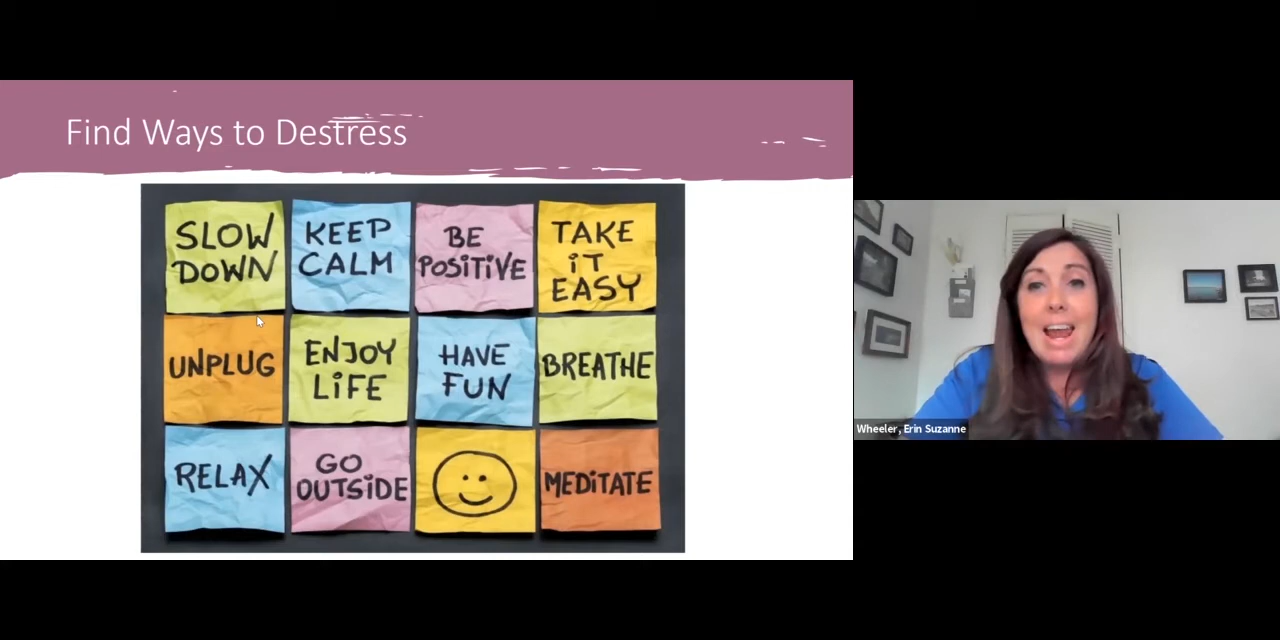 Find Ways to Destress
SLOW
DOWN
KEEP
CALM
BE
POSITIVE
TAKE
IT
EASY
UNPLUG
ENJOY
LIFE
HAVE
FUN
BREATHE
RELAX
GO
OUTSIDE
MEDITATE
Wheeler, Erin Suzanne